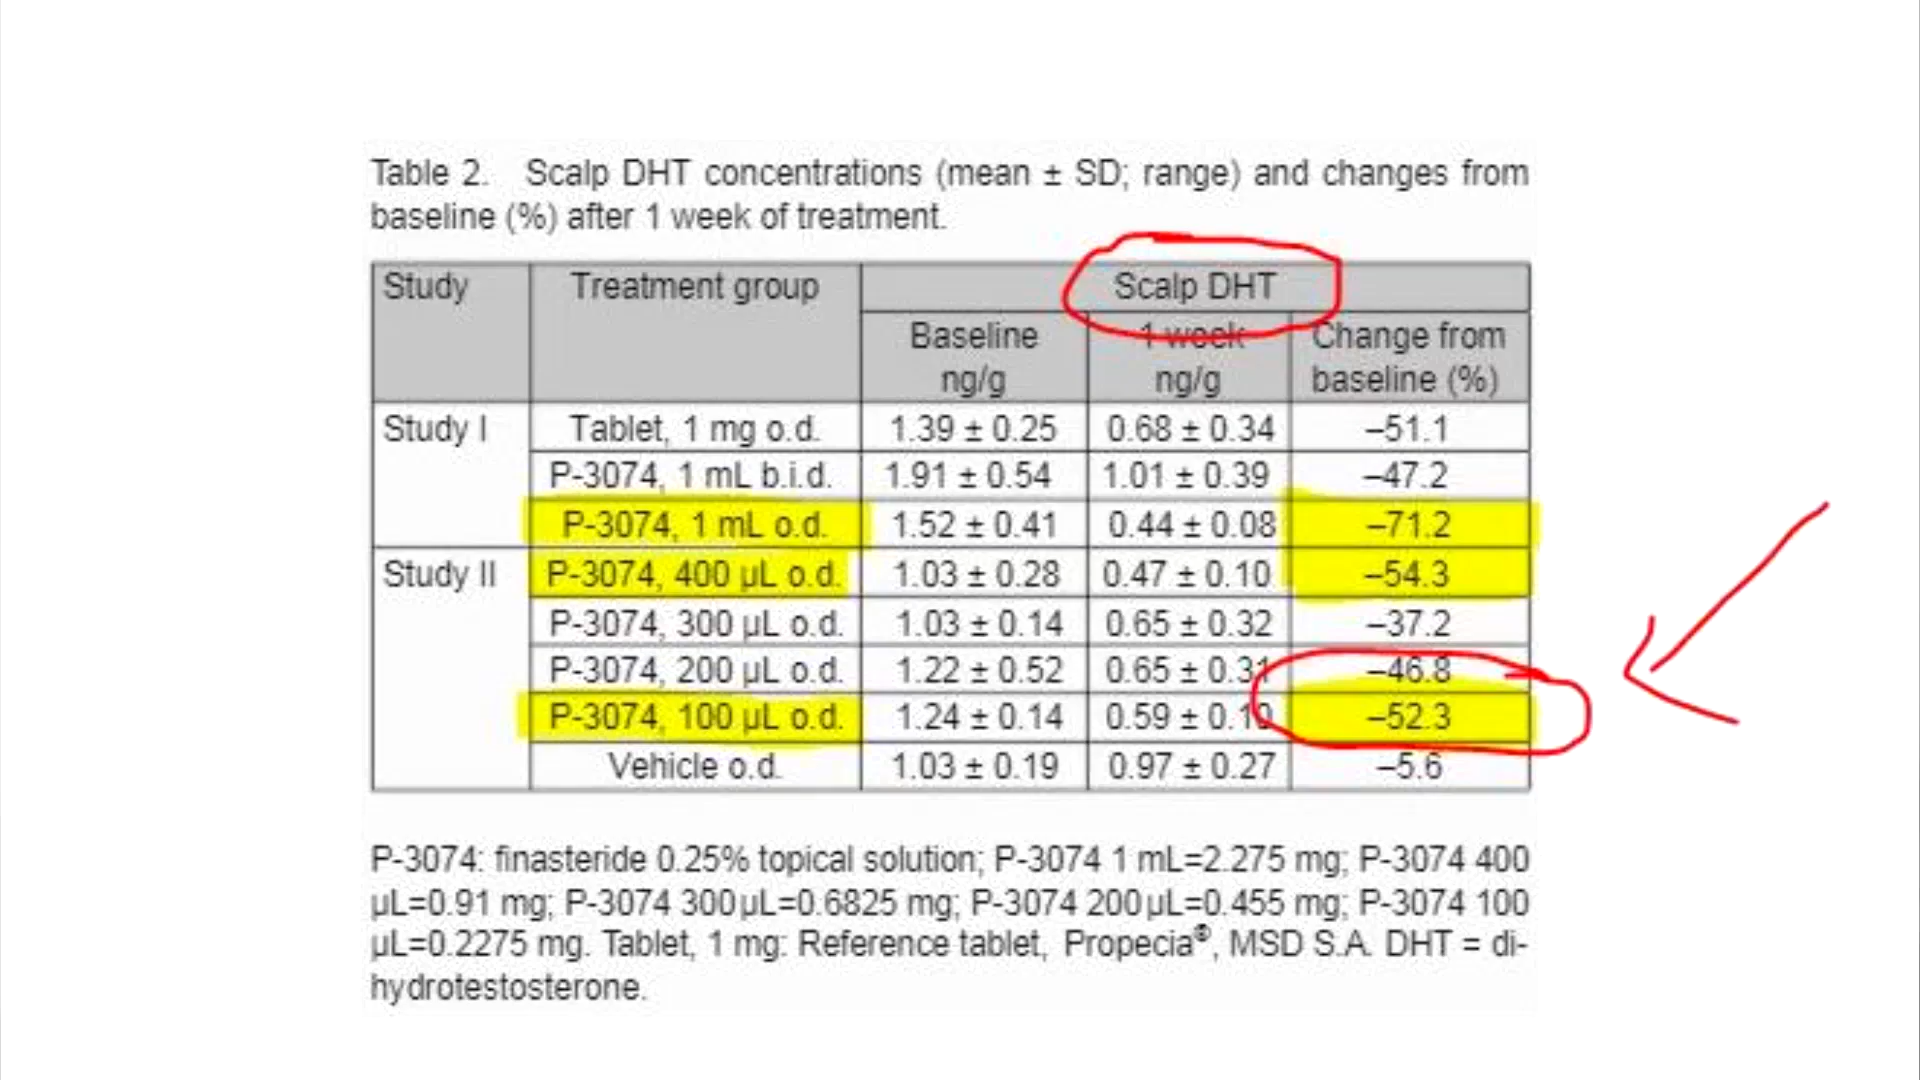 Table 2. Scalp DHT concentrations (mean ± SD; range) and changes from
baseline (%) after 1 week of treatment.
Study Treatment group Scalp DHT
Baseline 1 week Change from
ng/g ng/g baseline (%)
Study I Tablet, 1 mg o.d. 1.39 ± 0.25 0.68 ± 0.34 –51.1
P-3074, 1 mL b.i.d. 1.91 ± 0.54 1.01 ± 0.39 –47.2
P-3074, 1 mL o.d. 1.52 ± 0.41 0.44 ± 0.08 –71.2
Study II P-3074, 400 µL o.d. 1.03 ± 0.28 0.47 ± 0.10 –54.3
P-3074, 300 µL o.d. 1.03 ± 0.14 0.65 ± 0.32 –37.2
P-3074, 200 µL o.d. 1.22 ± 0.52 0.65 ± 0.31 –46.8
P-3074, 100 µL o.d. 1.24 ± 0.14 0.59 ± 0.10 –52.3
Vehicle o.d. 1.03 ± 0.19 0.97 ± 0.27 –5.6
P-3074: finasteride 0.25% topical solution; P-3074 1 mL=2.275 mg; P-3074 400
µL=0.91 mg; P-3074 300µL=0.6825 mg; P-3074 200µL=0.455 mg; P-3074 100
µL=0.2275 mg. Tablet, 1 mg: Reference tablet, Propecia®, MSD S.A. DHT = di-
hydrotestosterone.